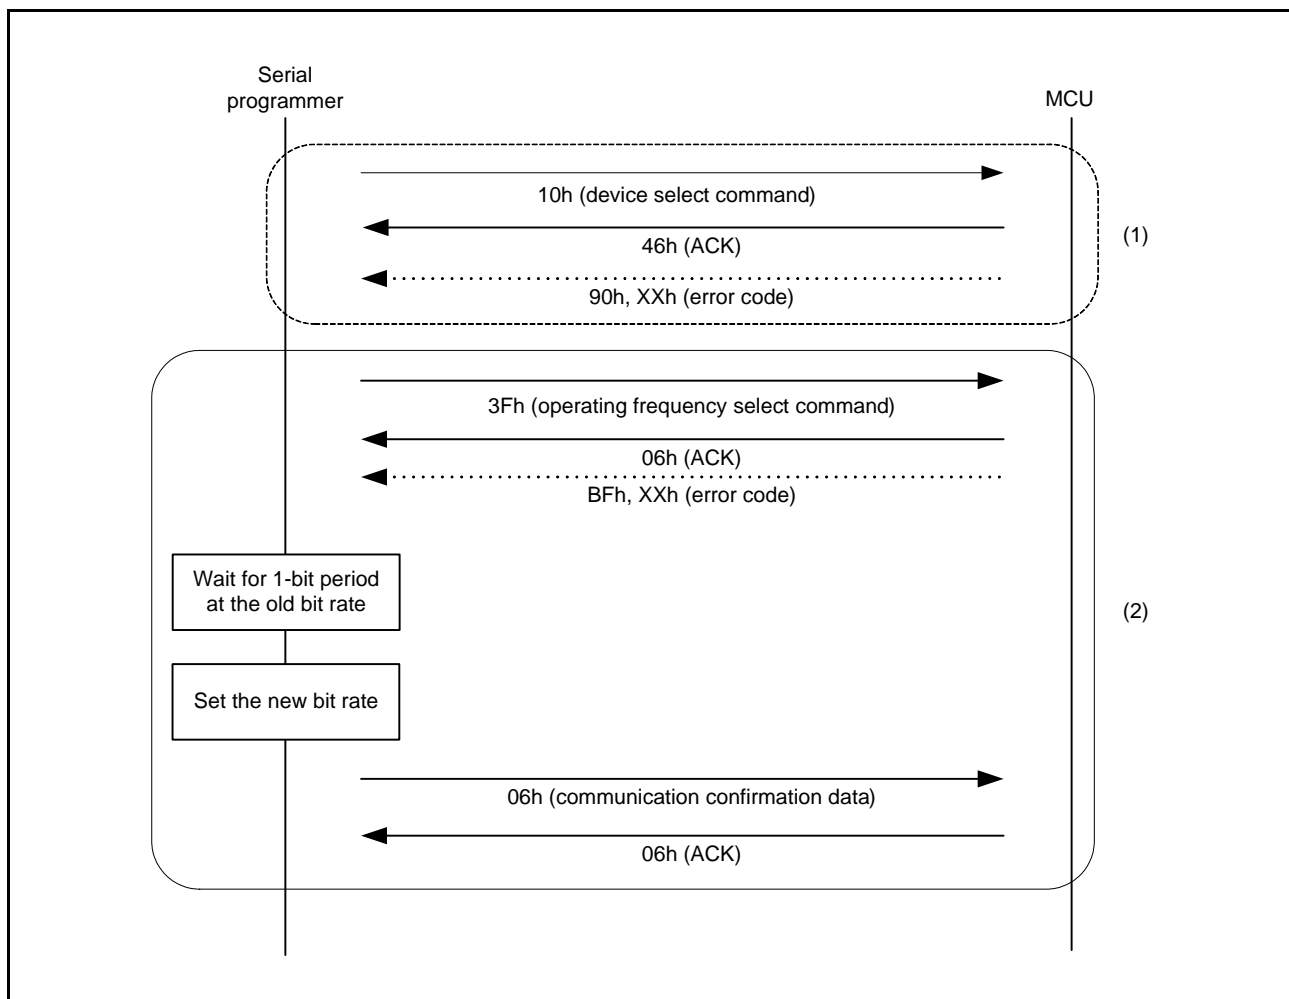 Serial
programmer
MCU
10h (device select command)
46h (ACK)
(1)
90h, XXh (error code)
3Fh (operating frequency select command)
06h (ACK)
BFh, XXh (error code)
Wait for 1-bit period
at the old bit rate
(2)
Set the new bit rate
06h (communication confirmation data)
06h (ACK)